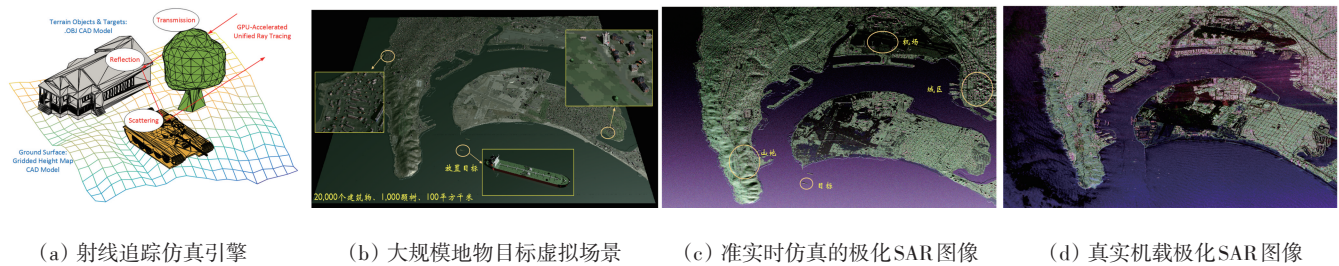 Transmission
Terrain Objects & Targets:
.OBJ CAD Model
GPU-Accelerated
Unified Ray Tracing
Reflection
Scattering
Ground Surface:
Gridded Height Map
CAD Model
放置目标
20,000个建筑物、1,000颗树、100平方千米
机场
城区
山地
目标
(a) 射线追踪仿真引擎
(b) 大规模地物目标虚拟场景
(c) 准实时仿真的极化SAR图像
(d) 真实机载极化SAR图像